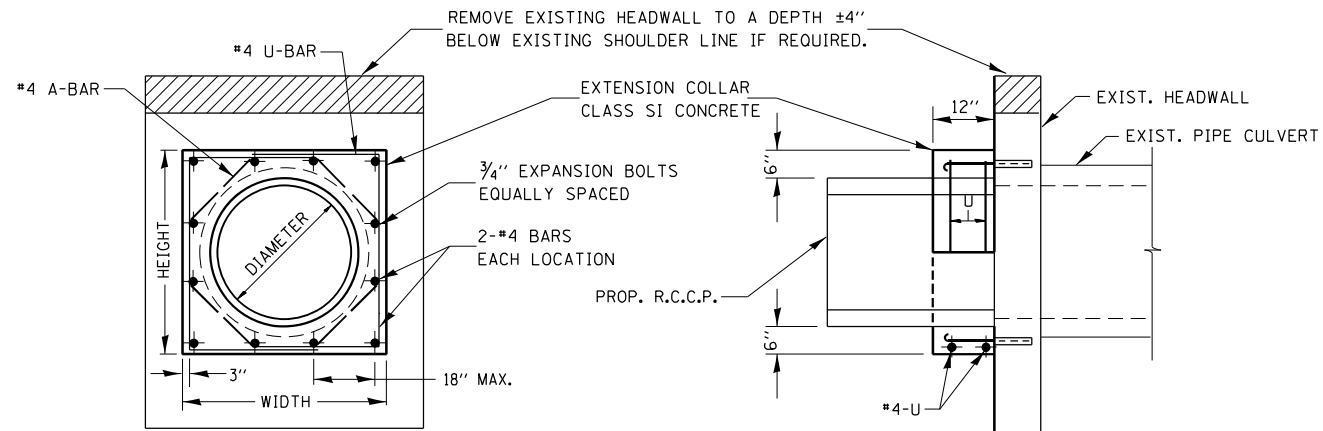 REMOVE EXISTING HEADWALL TO A DEPTH ±4"
BELOW EXISTING SHOULDER LINE IF REQUIRED.
#4 U-BAR
#4 A-BAR
EXTENSION COLLAR
CLASS SI CONCRETE
3/4" EXPANSION BOLTS
EQUALLY SPACED
2-#4 BARS
EACH LOCATION
HEIGHT
DIAMETER
3"
18" MAX.
WIDTH
12"
EXIST. HEADWALL
EXIST. PIPE CULVERT
6"
U
PROP. R.C.C.P.
6"
#4-U